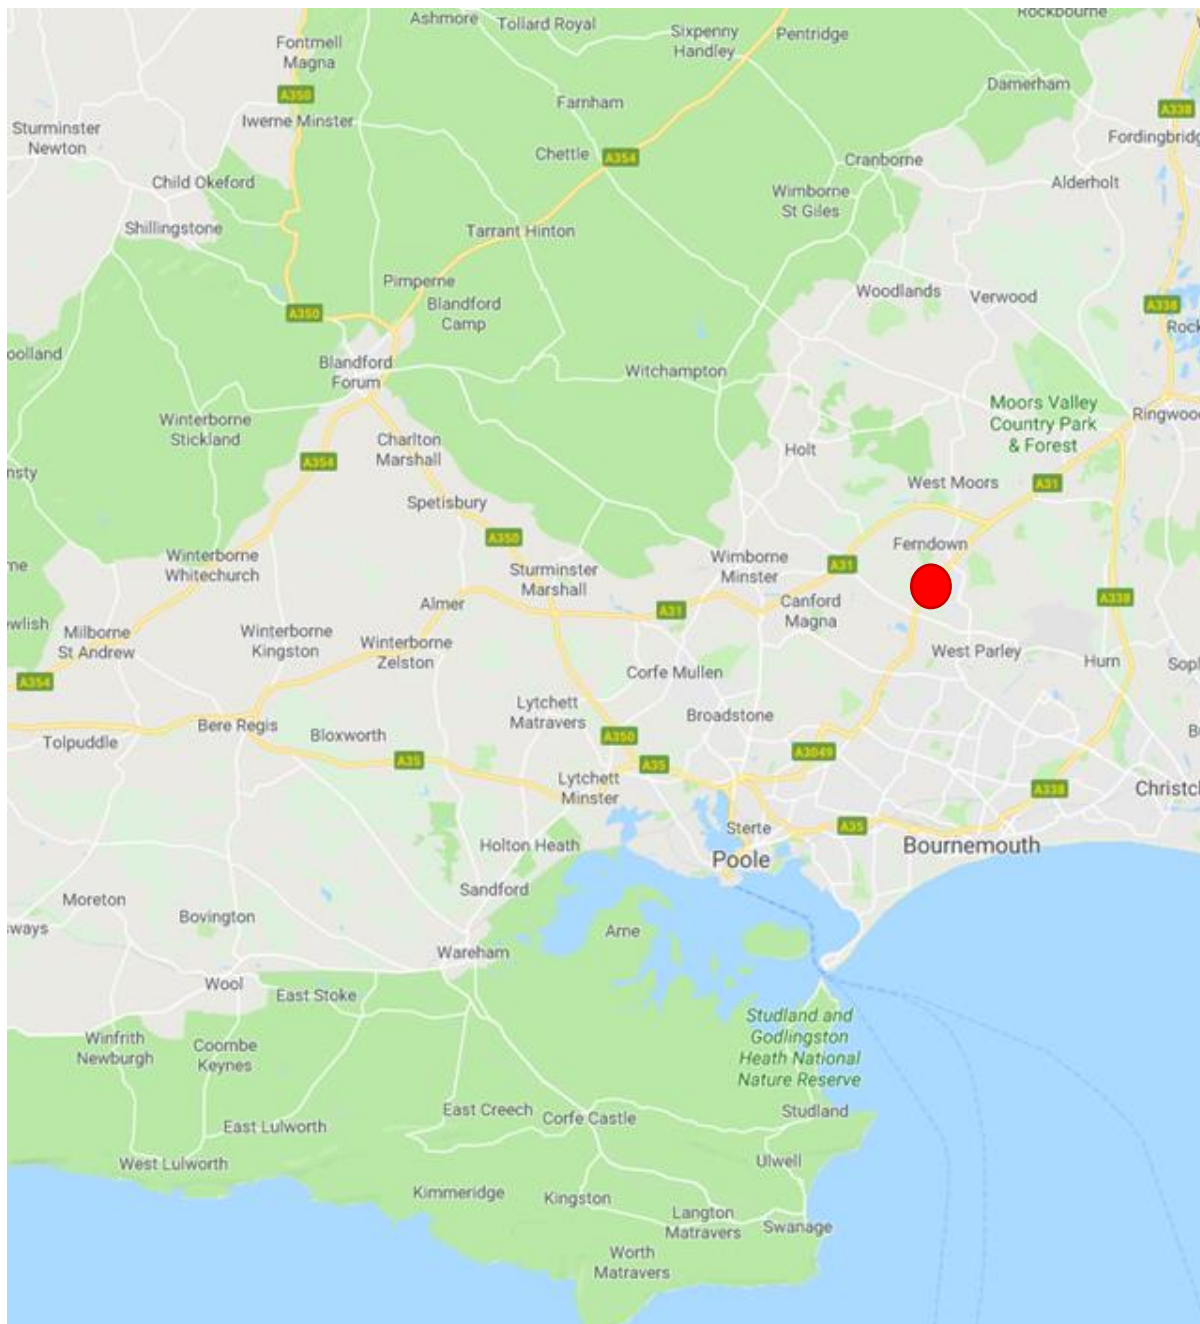 Ashmore
Tollard Royal
Rockbourne
Sixpenny
Handley
Pentridge
Fontmell
Magna
A350
Farnham
Damerham
A338
Iwerne Minster
Sturminster
Newton
Fordingbridg
Chettle
A354
Cranborne
Child Okeford
Alderholt
Wimborne
St Giles
Shillingstone
Tarrant Hinton
Pimperne
Woodlands
Verwood
Blandford
Camp
A350
A338
Rock
oolland
Blandford
Forum
Witchampton
Moors Valley
Country Park
& Forest
Ringwood
Winterborne
Stickland
Charlton
Marshall
Holt
A354
nsty
West Moors
A31
Spetisbury
A350
Ferndown
Winterborne
Whitechurch
Sturminster
Marshall
Wimborne
Minster
A31
me
A338
Almer
A31
Canford
Magna
ewlish
Milborne
St Andrew
Winterborne
Kingston
Winterborne
Zelston
West Parley
Hurn
Sopl
Corfe Mullen
A354
Lytchett
Matravers
Broadstone
Bere Regis
Bloxworth
A350
Tolpuddle
A3049
A35
A35
Lytchett
Minster
A338
Christcl
Sterte
A35
Holton Heath
Poole
Bournemouth
Sandford
Moreton
Bovington
sways
Arne
Wareham
Wool
East Stoke
Studland and
Godlingston
Heath National
Nature Reserve
Winfrith
Newburgh
Coombe
Keynes
East Creech
Corfe Castle
Studland
East Lulworth
West Lulworth
Ulwell
Kimmeridge
Kingston
Langton
Matravers
Swanage
Worth
Matravers